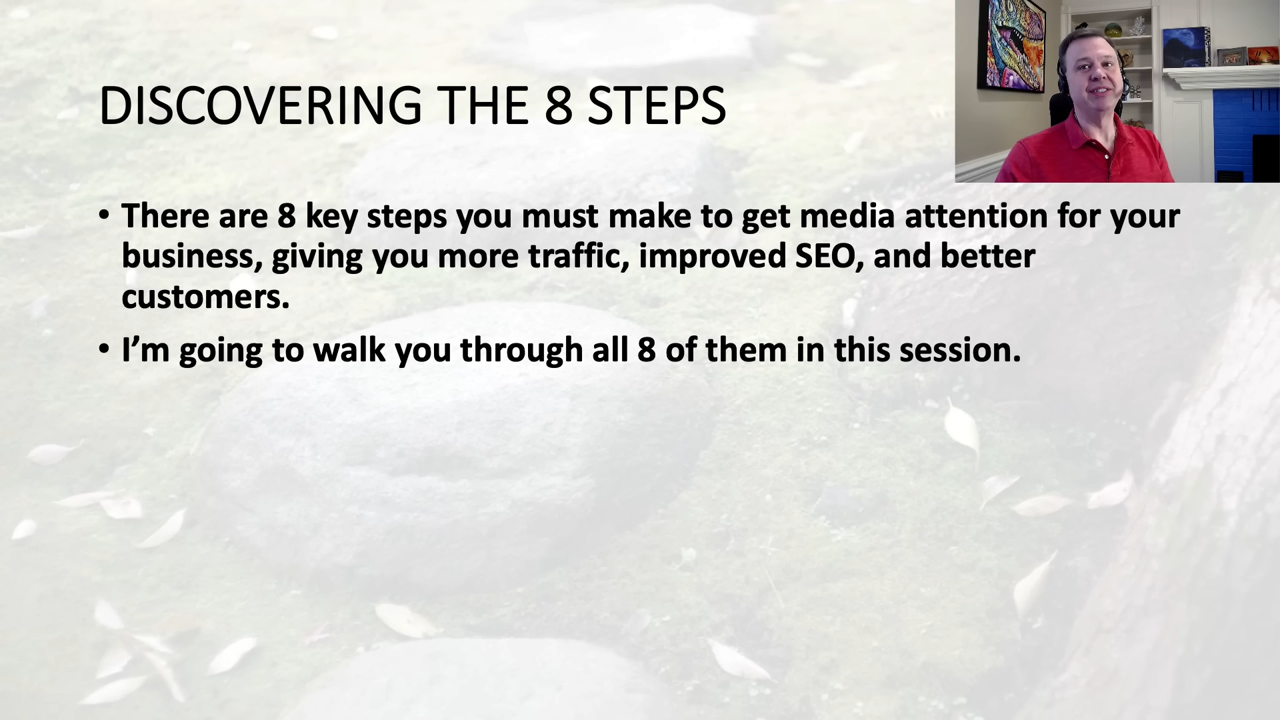 DISCOVERING THE 8 STEPS
• There are 8 key steps you must make to get media attention for your
business, giving you more traffic, improved SEO, and better
customers.
• I’m going to walk you through all 8 of them in this session.